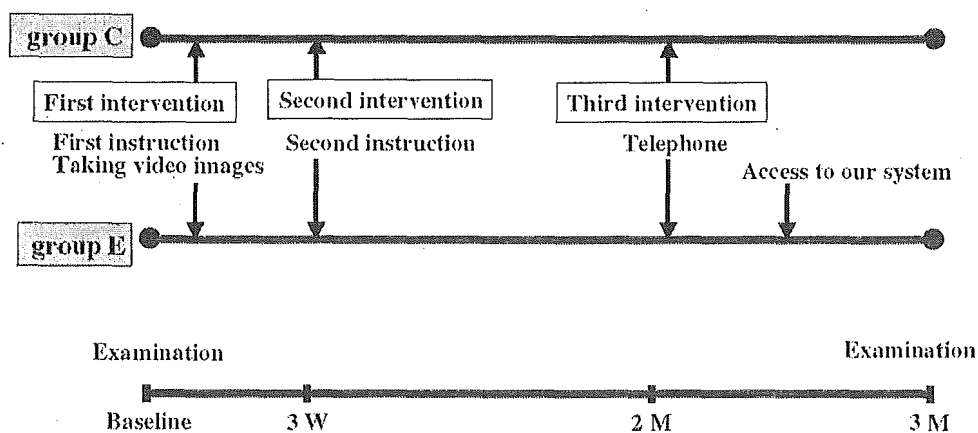 group C
First intervention
Second intervention
Third intervention
First instruction
Taking video images
Second instruction
Telephone
Access to our system
group E
Examination
Examination
Baseline
3 W
2 M
3 M